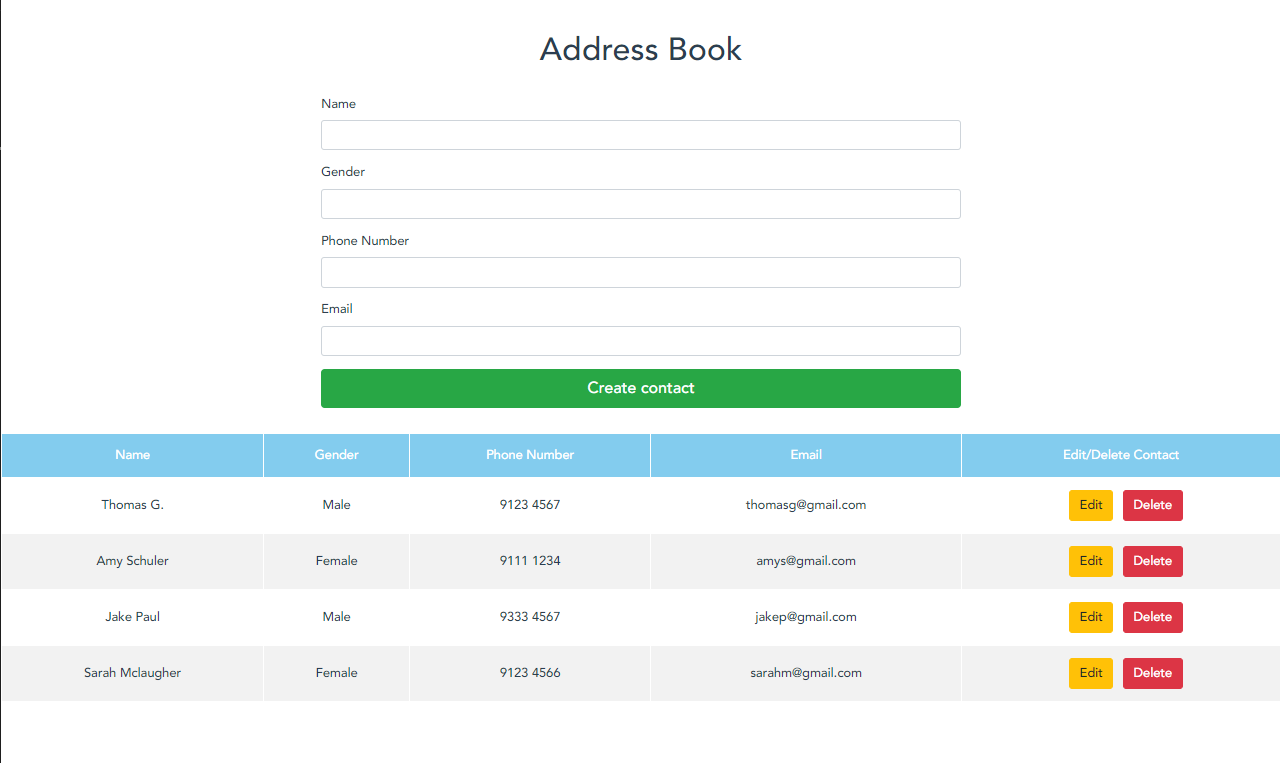 Address Book
Name
Gender
Phone Number
Email
Create contact
Name Gender Phone Number Email Edit/Delete Contact
Thomas G. Male 9123 4567 thomasg@gmail.com Edit Delete
Amy Schuler Female 9111 1234 amys@gmail.com Edit Delete
Jake Paul Male 9333 4567 jakep@gmail.com Edit Delete
Sarah Mclaugher Female 9123 4566 sarahm@gmail.com Edit Delete